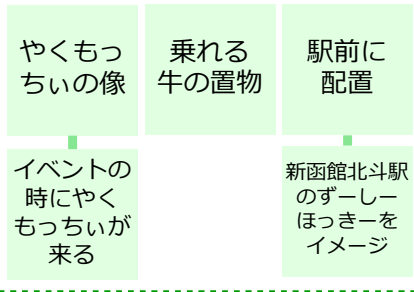 やくもっ
ちぃの像
乗れる
牛の置物
駅前に
配置
イベントの
時にやく
もっちぃが
来る
新函館北斗駅
のずーしー
ほっきーを
イメージ